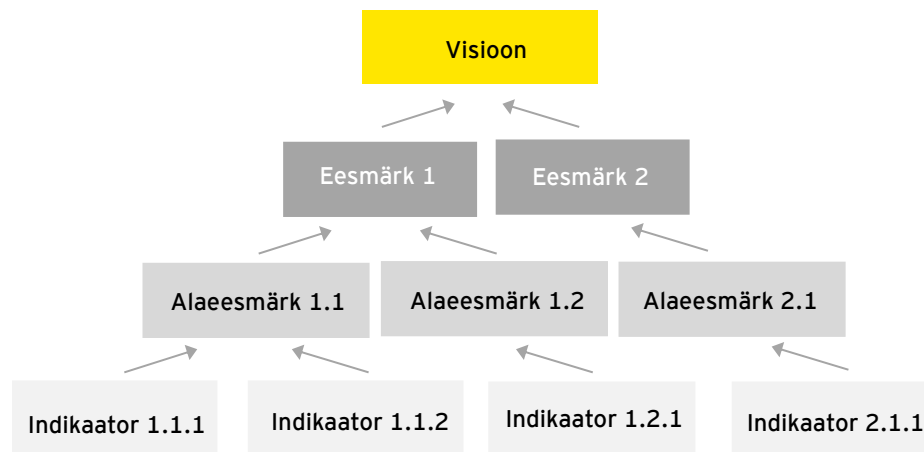 Visioon
Eesmärk 1
Eesmärk 2
Alaeesmärk 1.1
Alaeesmärk 1.2
Alaeesmärk 2.1
Indikaator 1.1.1
Indikaator 1.1.2
Indikaator 1.2.1
Indikaator 2.1.1